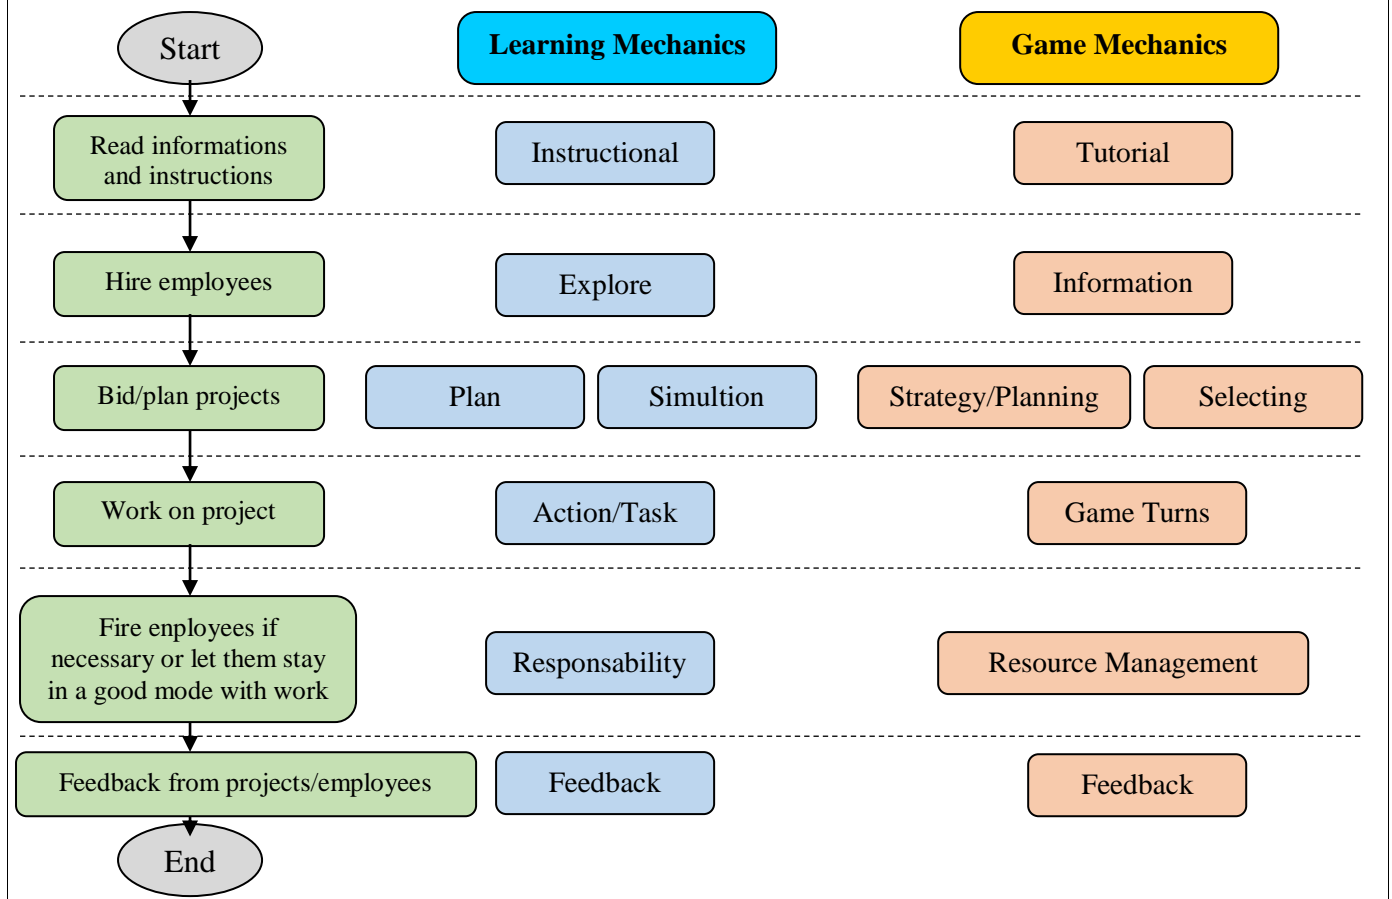 Start
Learning Mechanics
Game Mechanics
Read informations
and instructions
Instructional
Tutorial
Hire employees
Explore
Information
Bid/plan projects
Plan
Simultion
Strategy/Planning
Selecting
Work on project
Action/Task
Game Turns
Fire enployees if
necessary or let them stay
in a good mode with work
Responsability
Resource Management
Feedback from projects/employees
Feedback
Feedback
End